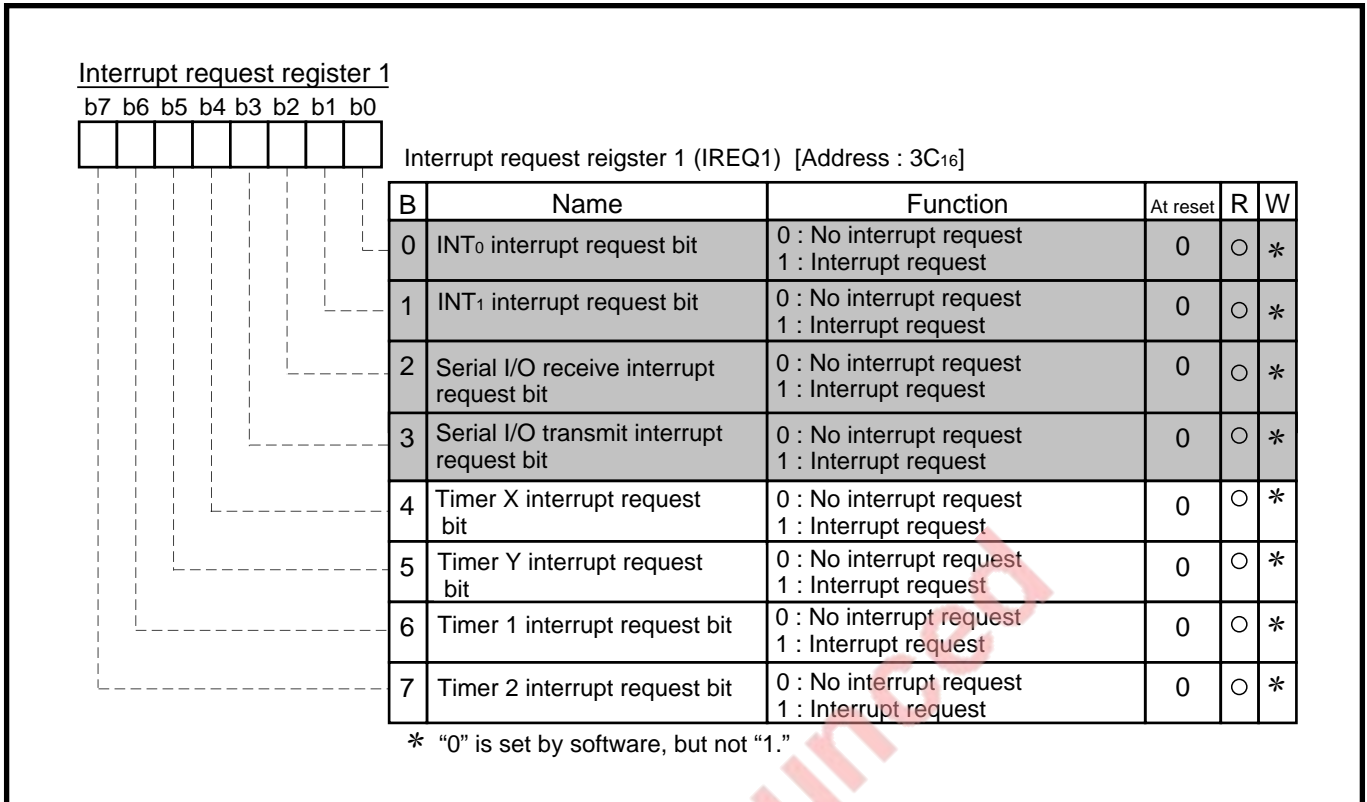 Interrupt request register 1
b7 b6 b5 b4 b3 b2 b1 b0
Interrupt request reigster 1 (IREQ1) [Address : 3C16]
B Name Function At reset R W
0 INT0 interrupt request bit 0 : No interrupt request 0 ○ *
1 : Interrupt request
1 INT1 interrupt request bit 0 : No interrupt request 0 ○ *
1 : Interrupt request
2 Serial I/O receive interrupt 0 : No interrupt request 0 ○ *
request bit 1 : Interrupt request
3 Serial I/O transmit interrupt 0 : No interrupt request 0 ○ *
request bit 1 : Interrupt request
4 Timer X interrupt request 0 : No interrupt request 0 ○ *
bit 1 : Interrupt request
5 Timer Y interrupt request 0 : No interrupt request 0 ○ *
bit 1 : Interrupt request
6 Timer 1 interrupt request bit 0 : No interrupt request 0 ○ *
1 : Interrupt request
7 Timer 2 interrupt request bit 0 : No interrupt request 0 ○ *
1 : Interrupt request
* “0” is set by software, but not “1.”